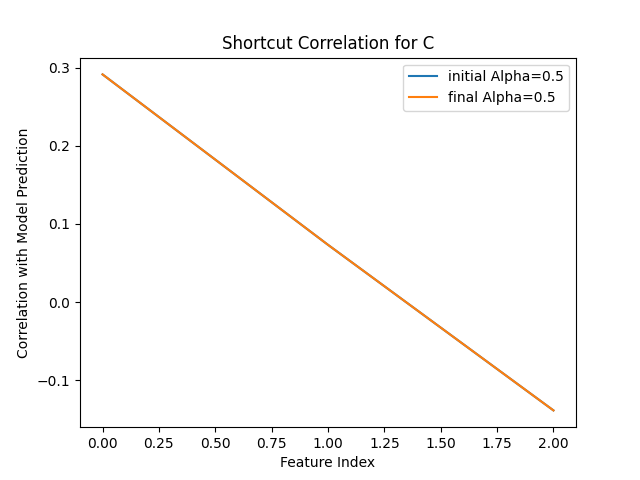 Shortcut Correlation for C
initial Alpha=0.5
final Alpha=0.5
Correlation with Model Prediction
0.3
0.2
0.1
0.0
−0.1
0.00 0.25 0.50 0.75 1.00 1.25 1.50 1.75 2.00
Feature Index